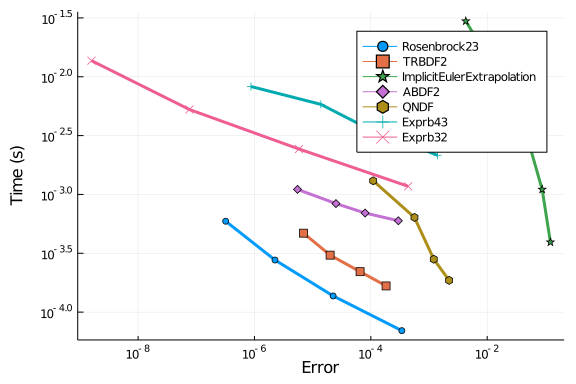 10^-1.5
Rosenbrock23
TRBDF2
ImplicitEulerExtrapolation
ABDF2
QNDF
Exprb43
Exprb32
10^-2.0
10^-2.5
10^-3.0
10^-3.5
10^-4.0
Time (s)
10^-8
10^-6
10^-4
10^-2
Error